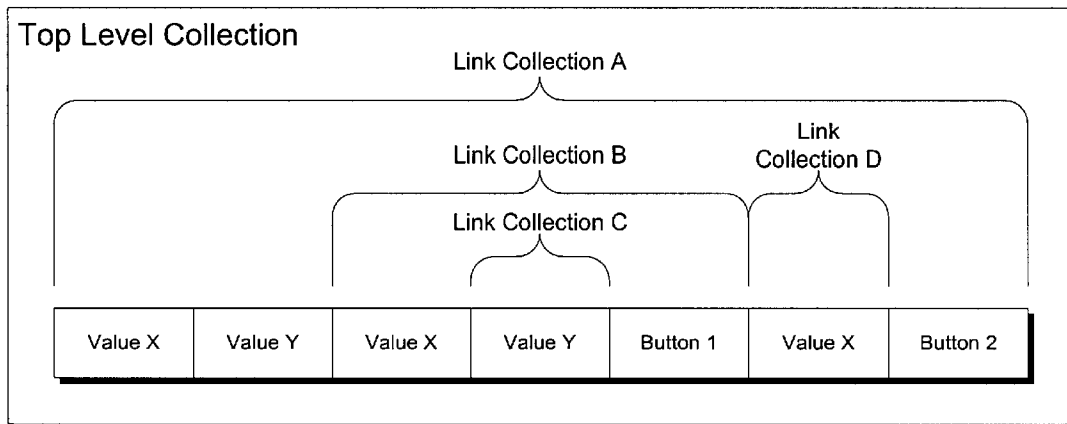 Top Level Collection
Link Collection A
Link
Collection D
Link Collection B
Link Collection C
Value X
Value Y
Value X
Value Y
Button 1
Value X
Button 2